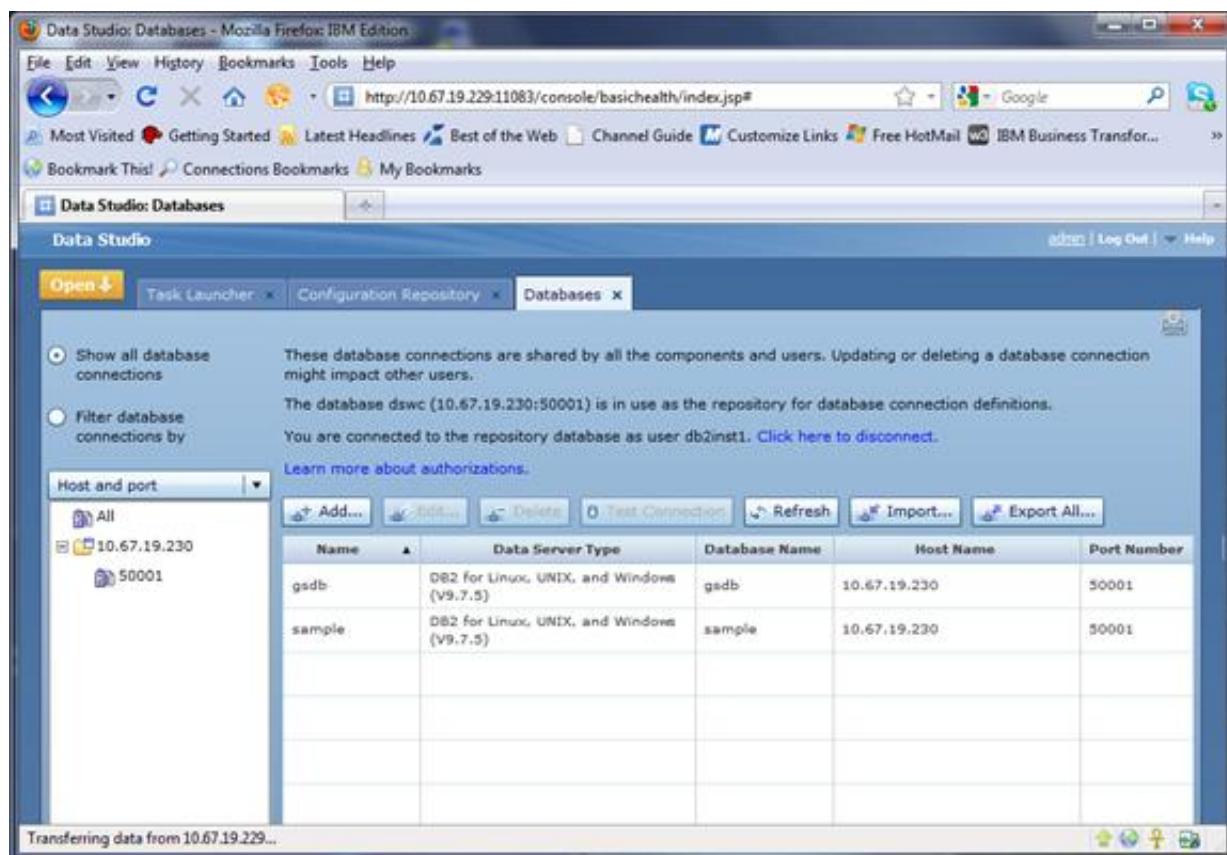 Data Studio: Databases - Mozilla Firefox: IBM Edition
File Edit View History Bookmarks Tools Help
http://10.67.19.229:11083/console/basichealth/index.jsp#
Google
Most Visited Getting Started Latest Headlines Best of the Web Channel Guide Customize Links Free HotMail IBM Business Transfor...
Bookmark This! Connections Bookmarks My Bookmarks
Data Studio: Databases
Data Studio
admin | Log Out | Help
Open
Task Launcher
Configuration Repository
Databases
Show all database
connections
Filter database
connections by
Host and port
All
10.67.19.230
50001
These database connections are shared by all the components and users. Updating or deleting a database connection
might impact other users.
The database dswc (10.67.19.230:50001) is in use as the repository for database connection definitions.
You are connected to the repository database as user db2inst1. Click here to disconnect.
Learn more about authorizations.
Add... Edit... Delete Test Connection Refresh Import... Export All...
Name Data Server Type Database Name Host Name Port Number
gsdb DB2 for Linux, UNIX, and Windows (V9.7.5) gsdb 10.67.19.230 50001
sample DB2 for Linux, UNIX, and Windows (V9.7.5) sample 10.67.19.230 50001
Transferring data from 10.67.19.229...